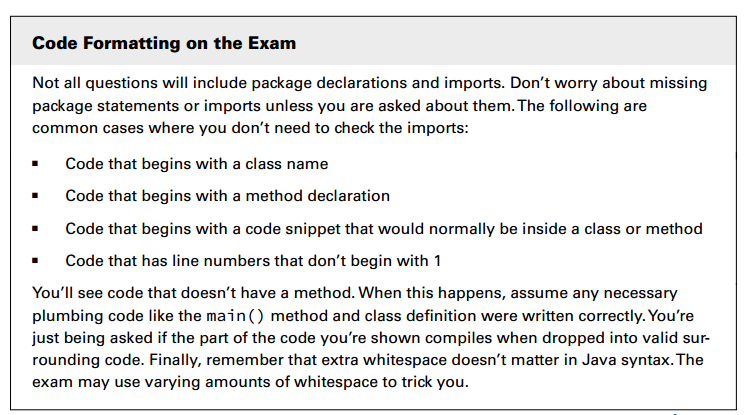 Code Formatting on the Exam
Not all questions will include package declarations and imports. Don’t worry about missing
package statements or imports unless you are asked about them. The following are
common cases where you don’t need to check the imports:
▪ Code that begins with a class name
▪ Code that begins with a method declaration
▪ Code that begins with a code snippet that would normally be inside a class or method
▪ Code that has line numbers that don’t begin with 1
You’ll see code that doesn’t have a method. When this happens, assume any necessary
plumbing code like the main() method and class definition were written correctly. You’re
just being asked if the part of the code you’re shown compiles when dropped into valid sur-
rounding code. Finally, remember that extra whitespace doesn’t matter in Java syntax. The
exam may use varying amounts of whitespace to trick you.